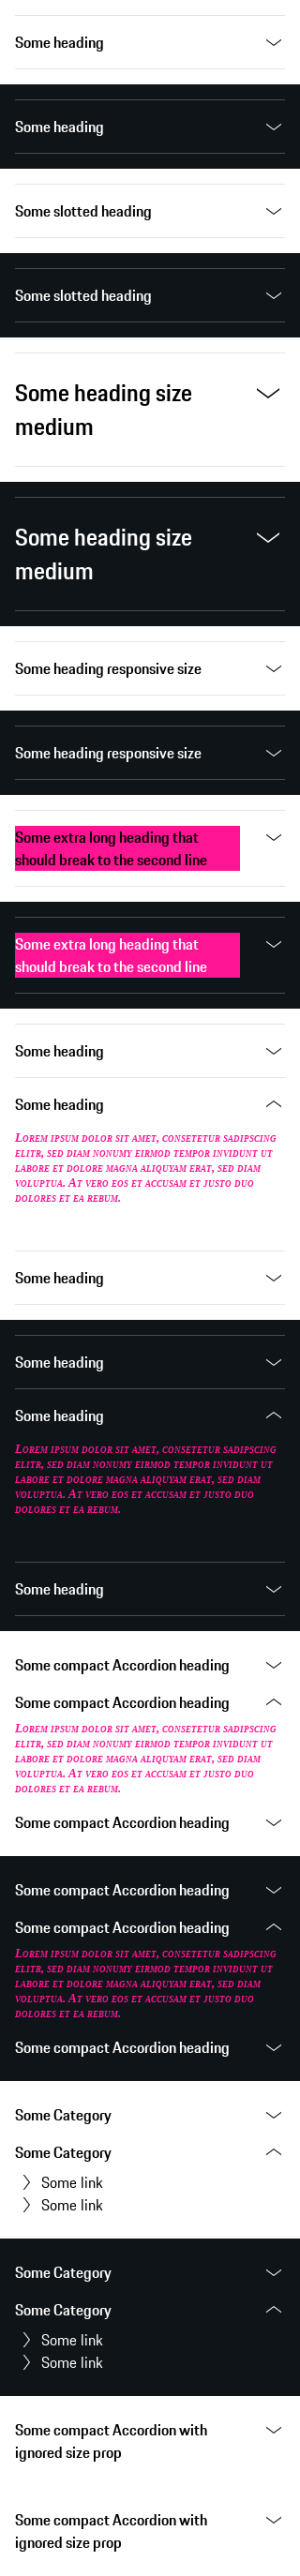 Some heading
Some heading
Some slotted heading
Some slotted heading
Some heading size
medium
Some heading size
medium
Some heading responsive size
Some heading responsive size
Some extra long heading that
should break to the second line
Some extra long heading that
should break to the second line
Some heading
Some heading
Lorem ipsum dolor sit amet, consetetur sadipscing
elitr, sed diam nonumy eirmod tempor invidunt ut
labore et dolore magna aliquyam erat, sed diam
voluptua. At vero eos et accusam et justo duo
dolores et ea rebum.
Some heading
Some heading
Some heading
Lorem ipsum dolor sit amet, consetetur sadipscing
elitr, sed diam nonumy eirmod tempor invidunt ut
labore et dolore magna aliquyam erat, sed diam
voluptua. At vero eos et accusam et justo duo
dolores et ea rebum.
Some heading
Some compact Accordion heading
Some compact Accordion heading
Lorem ipsum dolor sit amet, consetetur sadipscing
elitr, sed diam nonumy eirmod tempor invidunt ut
labore et dolore magna aliquyam erat, sed diam
voluptua. At vero eos et accusam et justo duo
dolores et ea rebum.
Some compact Accordion heading
Some compact Accordion heading
Some compact Accordion heading
Lorem ipsum dolor sit amet, consetetur sadipscing
elitr, sed diam nonumy eirmod tempor invidunt ut
labore et dolore magna aliquyam erat, sed diam
voluptua. At vero eos et accusam et justo duo
dolores et ea rebum.
Some compact Accordion heading
Some Category
Some Category
Some link
Some link
Some Category
Some Category
Some link
Some link
Some compact Accordion with
ignored size prop
Some compact Accordion with
ignored size prop